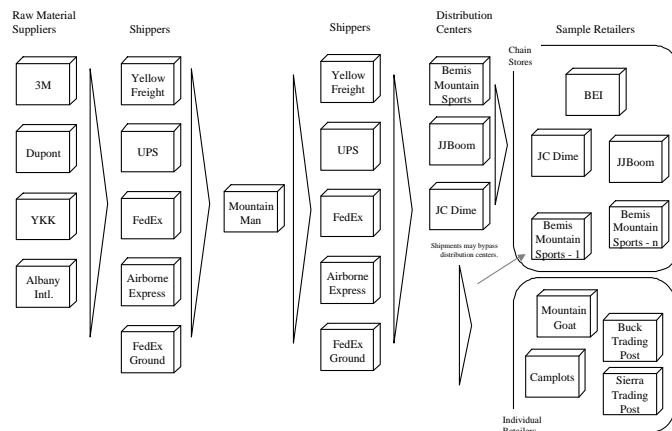 Raw Material
Suppliers
Shippers
Shippers
Distribution
Centers
Sample Retailers
3M
Dupont
YKK
Albany
Intl.
Yellow
Freight
UPS
FedEx
Airborne
Express
FedEx
Ground
Mountain
Man
Yellow
Freight
UPS
FedEx
Airborne
Express
FedEx
Ground
Bemis
Mountain
Sports
JJBoom
JC Dime
Shipments may bypass
distribution centers.
Chain
Stores
BEI
JC Dime
JJBoom
Bemis
Mountain
Sports - 1
Bemis
Mountain
Sports - n
Mountain
Goat
Buck
Trading
Post
Camplots
Sierra
Trading
Post
Individual
Retailers